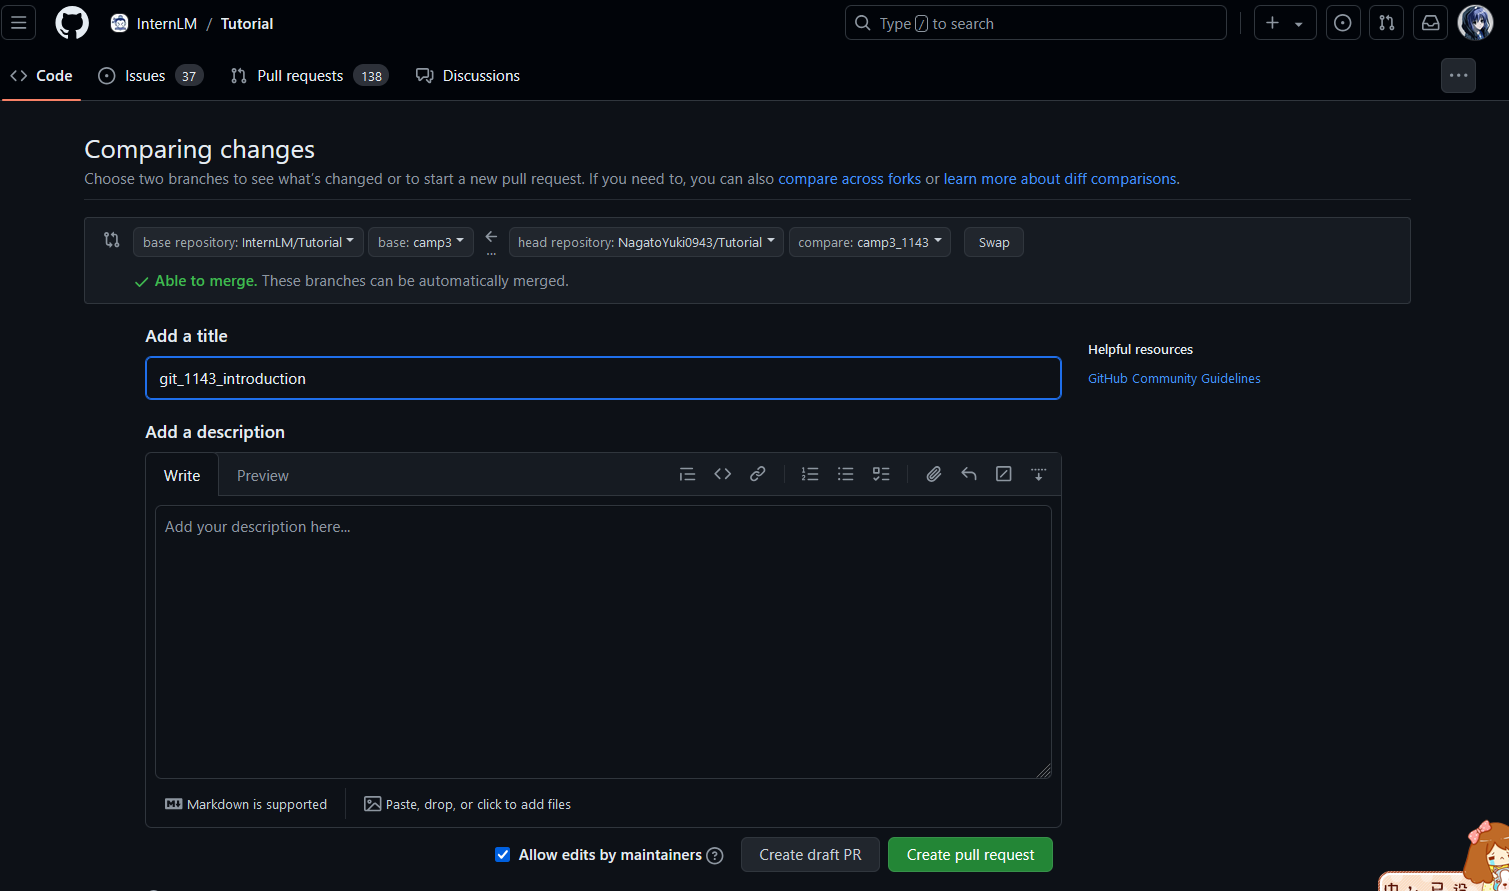 InternLM / Tutorial
Type / to search
Code
Issues 37
Pull requests 138
Discussions
Comparing changes
Choose two branches to see what's changed or to start a new pull request. If you need to, you can also compare across forks or learn more about diff comparisons.
base repository: InternLM/Tutorial
base: camp3
head repository: NagatoYuki0943/Tutorial
compare: camp3_1143
Swap
Able to merge. These branches can be automatically merged.
Add a title
git_1143_introduction
Helpful resources
GitHub Community Guidelines
Add a description
Write
Preview
Add your description here...
Markdown is supported
Paste, drop, or click to add files
Allow edits by maintainers
Create draft PR
Create pull request